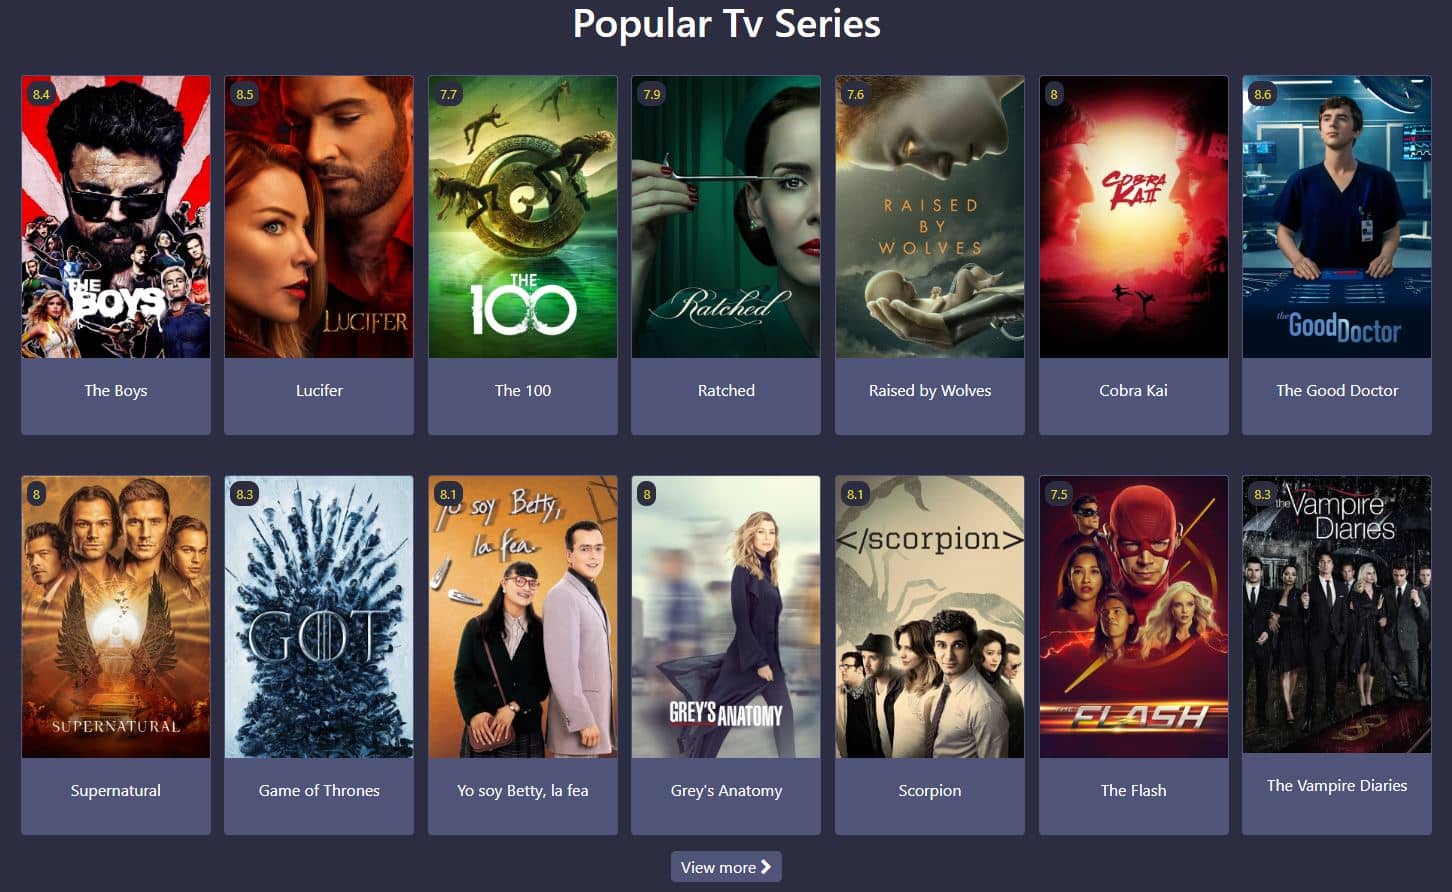 Popular Tv Series
8.4
8.5
7.7
7.9
7.6
8
8.6
THE
BOYS
LUCIFER
THE
100
Ratched
RAISED
BY
WOLVES
COBRA
KAI
the GoodDoctor
The Boys
Lucifer
The 100
Ratched
Raised by Wolves
Cobra Kai
The Good Doctor
8
8.3
8.1
8
8.1
7.5
8.3
SUPERNATURAL
GOT
Yo soy Betty,
la fea.
GREY'S ANATOMY
</scorpion>
THE FLASH
the Vampire
Diaries
Supernatural
Game of Thrones
Yo soy Betty, la fea
Grey's Anatomy
Scorpion
The Flash
The Vampire Diaries
View more